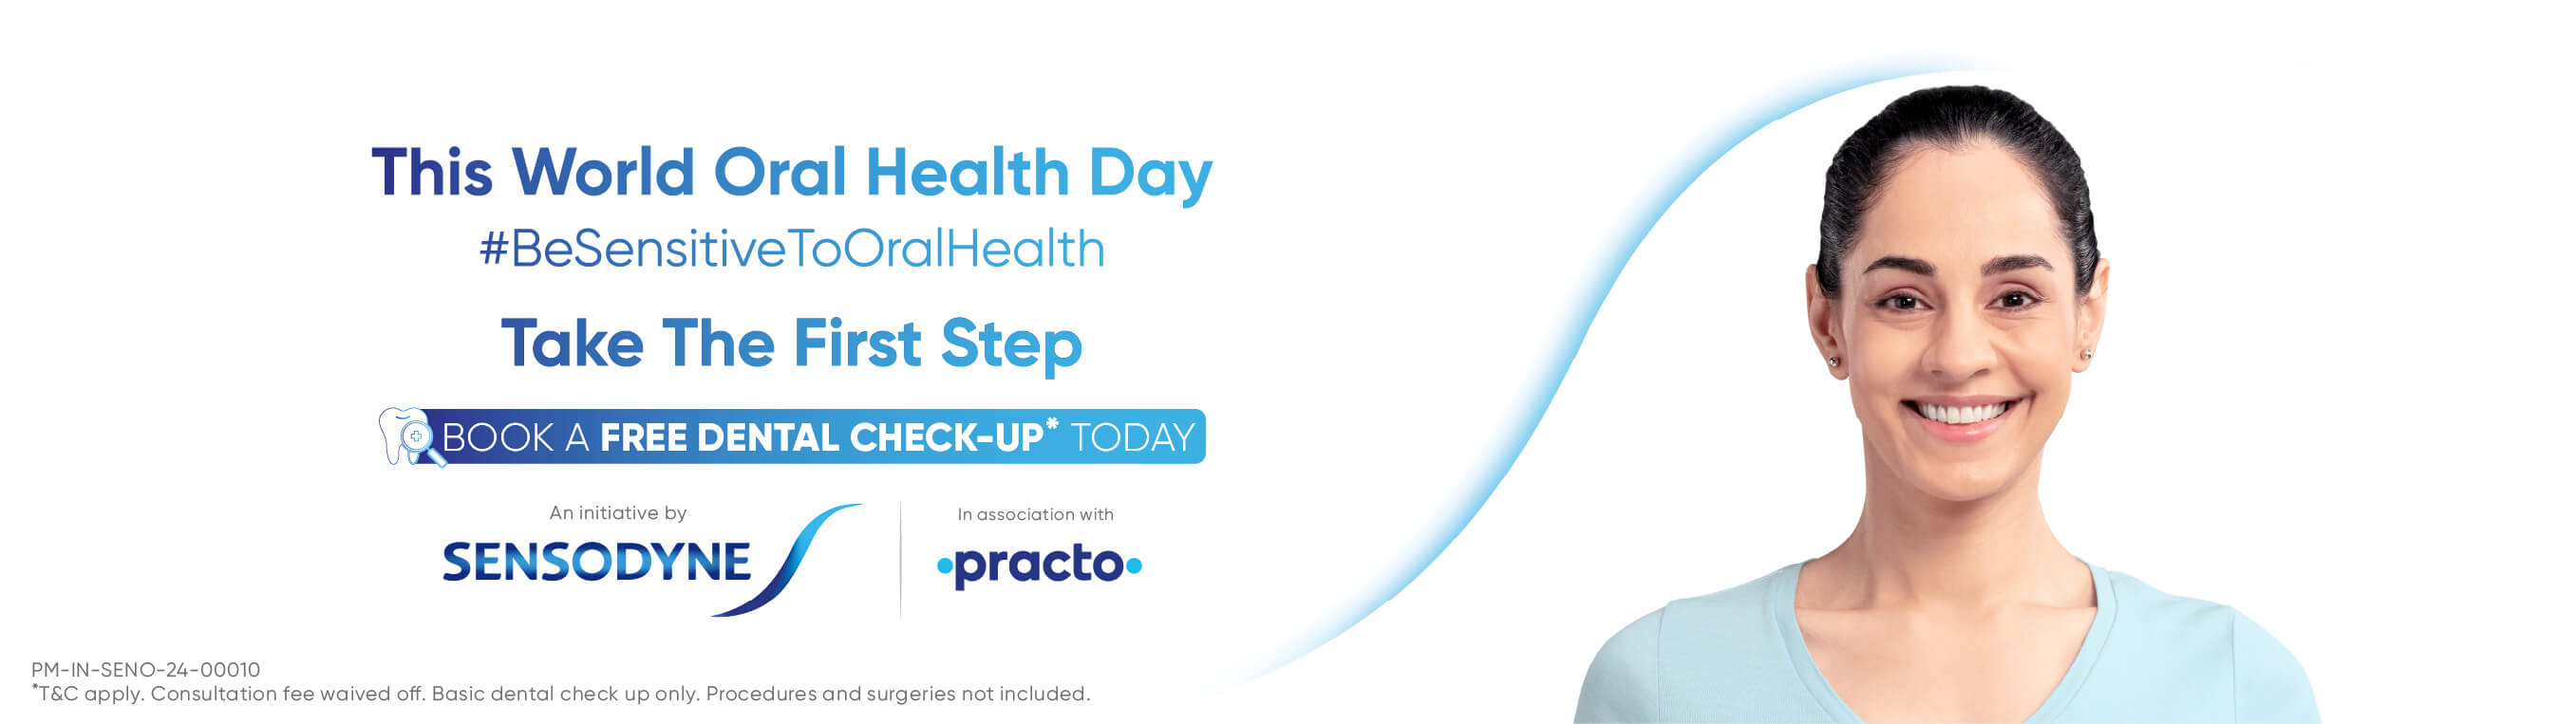 This World Oral Health Day
#BeSensitiveToOralHealth
Take The First Step
BOOK A FREE DENTAL CHECK-UP* TODAY
An initiative by
SENSODYNE
In association with
practo
PM-IN-SENO-24-00010
*T&C apply. Consultation fee waived off. Basic dental check up only. Procedures and surgeries not included.